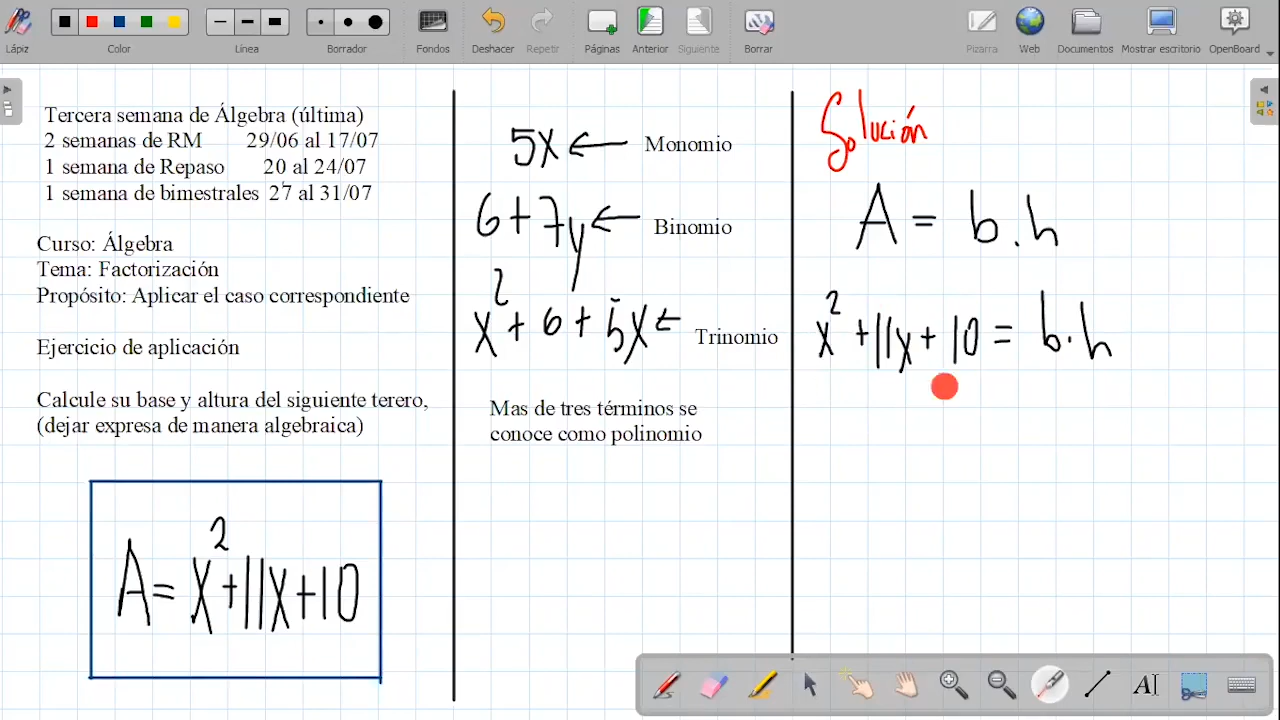 Lápiz Color Línea Borrador Fondos Deshacer Repetir Páginas Anterior Siguiente Borrar Pizarra Web Documentos Mostrar escritorio OpenBoard
Tercera semana de Álgebra (última)
2 semanas de RM 29/06 al 17/07
1 semana de Repaso 20 al 24/07
1 semana de bimestrales 27 al 31/07
Curso: Álgebra
Tema: Factorización
Propósito: Aplicar el caso correspondiente
Ejercicio de aplicación
Calcule su base y altura del siguiente terero,
(dejar expresa de manera algebraica)
A = x² + 11x + 10
5x ← Monomio
6 + 7y ← Binomio
x² + 6 + 5x ← Trinomio
Mas de tres términos se
conoce como polinomio
Solución
A = b . h
x² + 11x + 10 = b . h
AI